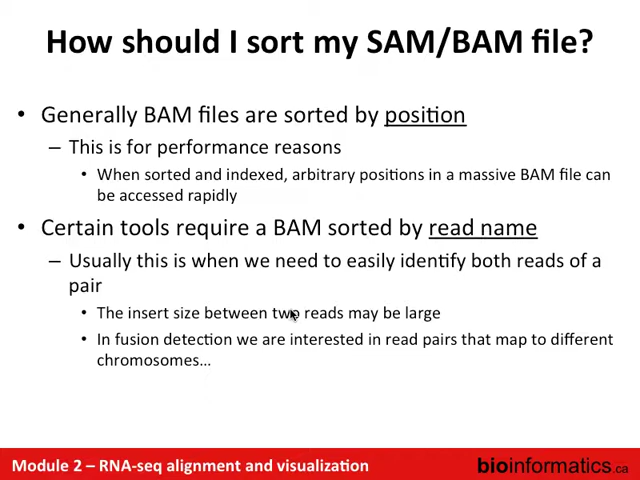 How should I sort my SAM/BAM file?
• Generally BAM files are sorted by position
– This is for performance reasons
• When sorted and indexed, arbitrary positions in a massive BAM file can
be accessed rapidly
• Certain tools require a BAM sorted by read name
– Usually this is when we need to easily identify both reads of a
pair
• The insert size between two reads may be large
• In fusion detection we are interested in read pairs that map to different
chromosomes…
Module 2 – RNA-seq alignment and visualization
bioinformatics.ca